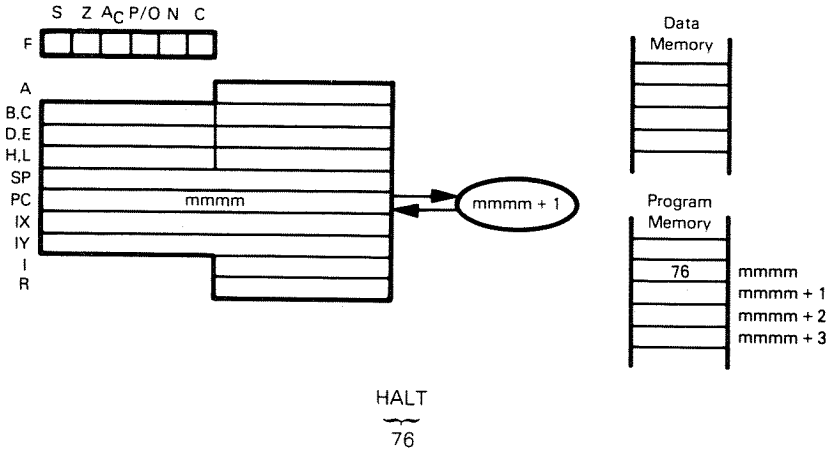 S Z AC P/O N C
F
A
B,C
D,E
H,L
SP
PC mmmm
IX
IY
I
R
mmmm + 1
Data
Memory
Program
Memory
76 mmmm
mmmm + 1
mmmm + 2
mmmm + 3
HALT
76